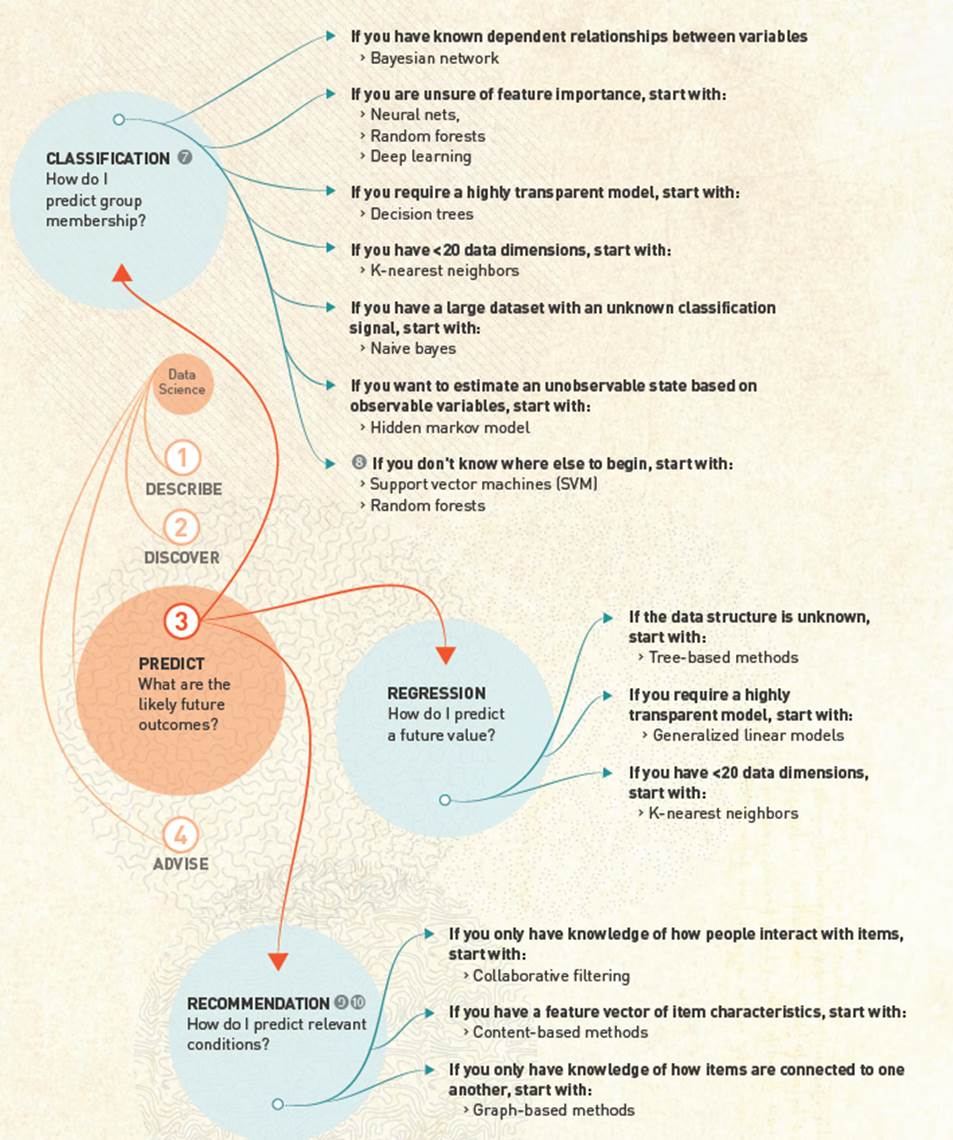 If you have known dependent relationships between variables
› Bayesian network
If you are unsure of feature importance, start with:
› Neural nets,
› Random forests
› Deep learning
CLASSIFICATION 7
How do I
predict group
membership?
If you require a highly transparent model, start with:
› Decision trees
If you have <20 data dimensions, start with:
› K-nearest neighbors
If you have a large dataset with an unknown classification
signal, start with:
› Naive bayes
If you want to estimate an unobservable state based on
observable variables, start with:
› Hidden markov model
8 If you don't know where else to begin, start with:
› Support vector machines (SVM)
› Random forests
Data
Science
1
DESCRIBE
2
DISCOVER
3
PREDICT
What are the
likely future
outcomes?
4
ADVISE
REGRESSION
How do I predict
a future value?
If the data structure is unknown,
start with:
› Tree-based methods
If you require a highly
transparent model, start with:
› Generalized linear models
If you have <20 data dimensions,
start with:
› K-nearest neighbors
RECOMMENDATION 9 10
How do I predict relevant
conditions?
If you only have knowledge of how people interact with items,
start with:
› Collaborative filtering
If you have a feature vector of item characteristics, start with:
› Content-based methods
If you only have knowledge of how items are connected to one
another, start with:
› Graph-based methods